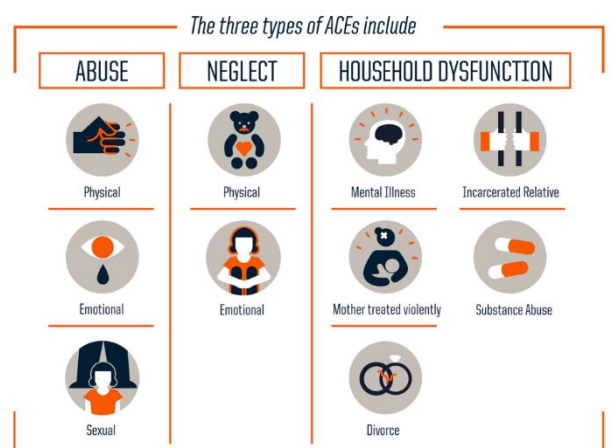 The three types of ACEs include
ABUSE
NEGLECT
HOUSEHOLD DYSFUNCTION
Physical
Physical
Mental Illness
Incarcerated Relative
Emotional
Emotional
Mother treated violently
Substance Abuse
Sexual
Divorce